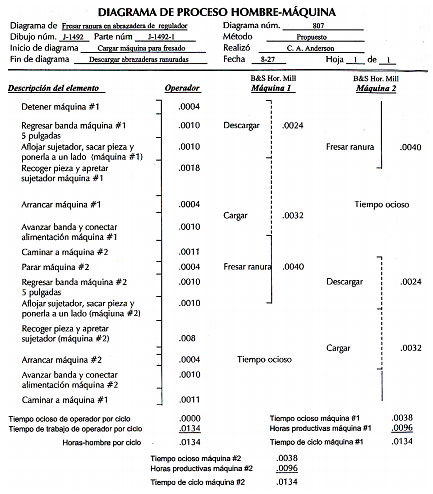 DIAGRAMA DE PROCESO HOMBRE-MÁQUINA
Diagrama de Fresar ranura en abrazadera de regulador Diagrama núm. 807
Dibujo núm. J-1492 Parte núm J-1492-1 Método Propuesto
Inicio de diagrama Cargar máquina para fresado Realizó C. A. Anderson
Fin de diagrama Descargar abrazaderas ranuradas Fecha 8-27 Hoja 1 de 1
B&S Hor. Mill B&S Hor. Mill
Descripción del elemento Operador Máquina 1 Máquina 2
Detener máquina #1 .0004
Regresar banda máquina #1 .0010 Descargar .0024
5 pulgadas
Aflojar sujetador, sacar pieza y .0010 Fresar ranura .0040
ponerla a un lado (máquina #1)
Recoger pieza y apretar .0018
sujetador máquina #1
Arrancar máquina #1 .0004 Tiempo ocioso
Cargar .0032
Avanzar banda y conectar .0010
alimentación máquina #1
Caminar a máquina #2 .0011
Parar máquina #2 .0004 Fresar ranura .0040
Regresar banda máquina #2 .0010 Descargar .0024
5 pulgadas
Aflojar sujetador, sacar pieza y .0010
ponerla a un lado (máqiuna #2)
Recoger pieza y apretar
sujetador (máquina #2) .008
Cargar .0032
Arrancar máquina #2 .0004 Tiempo ocioso
Avanzar banda y conectar .0010
alimentación máquina #2
Caminar a máquina #1 .0011
Tiempo ocioso de operador por ciclo .0000 Tiempo ocioso máquina #1 .0038
Tiempo de trabajo de operador por ciclo .0134 Horas productivas máquina #1 .0096
Horas-hombre por ciclo .0134 Tiempo de ciclo máquina #1 .0134
Tiempo ocioso máquina #2 .0038
Horas productivas máquina #2 .0096
Tiempo de ciclo máquina #2 .0134